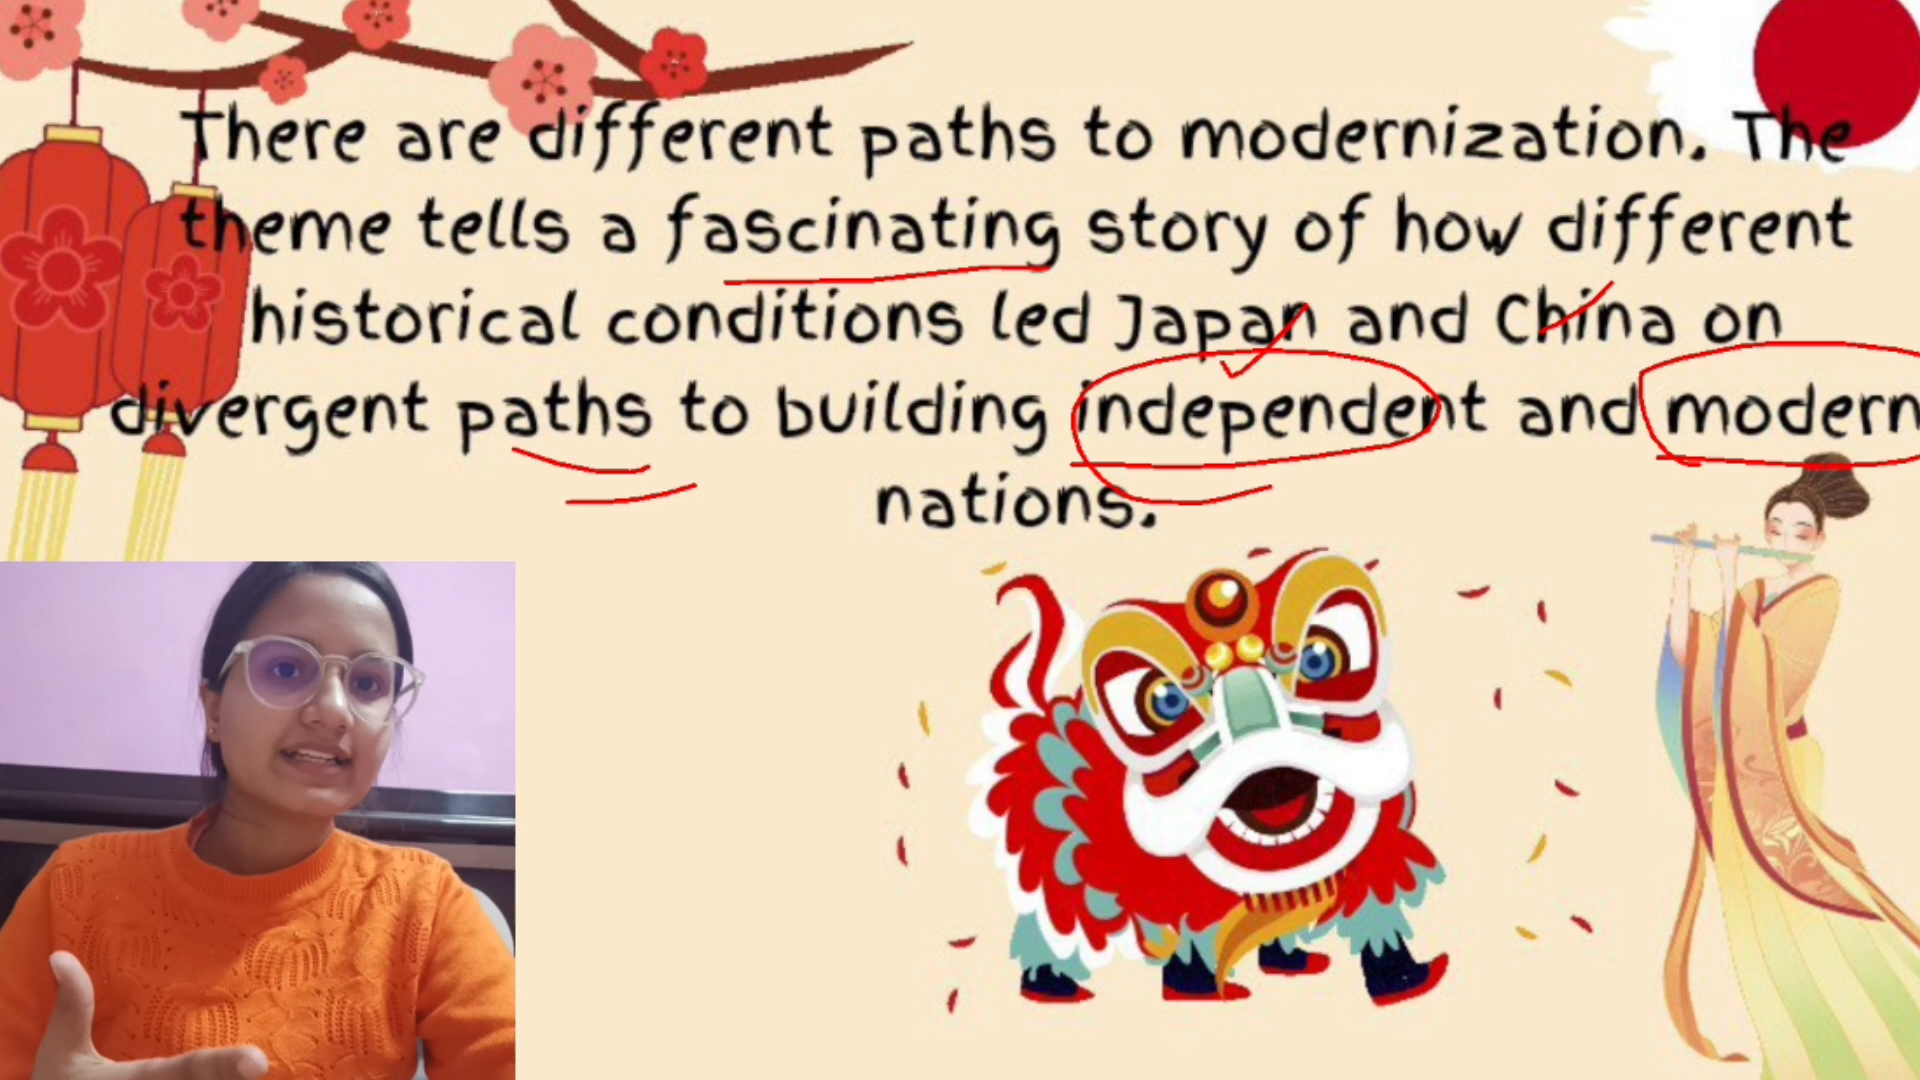 There are different paths to modernization. The
theme tells a fascinating story of how different
historical conditions led Japan and China on
divergent paths to building independent and modern
nations.